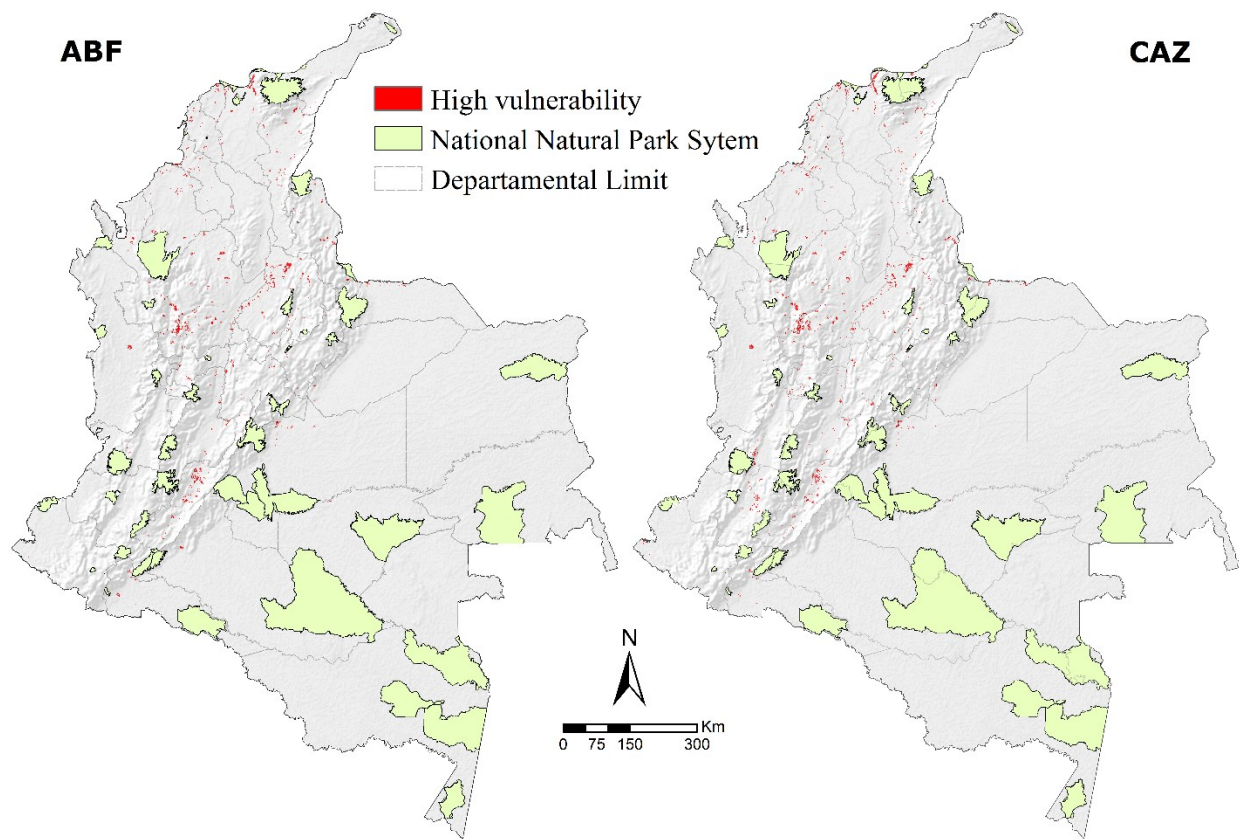 ABF
CAZ
High vulnerability
National Natural Park Sytem
Departamental Limit
N
Km
0 75 150 300